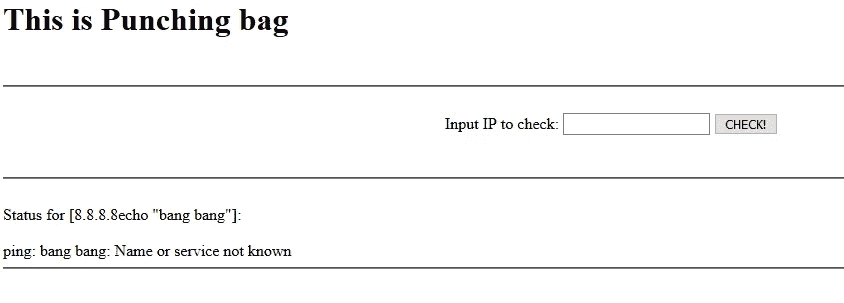 This is Punching bag
Input IP to check: CHECK!
Status for [8.8.8.8echo "bang bang"]:
ping: bang bang: Name or service not known